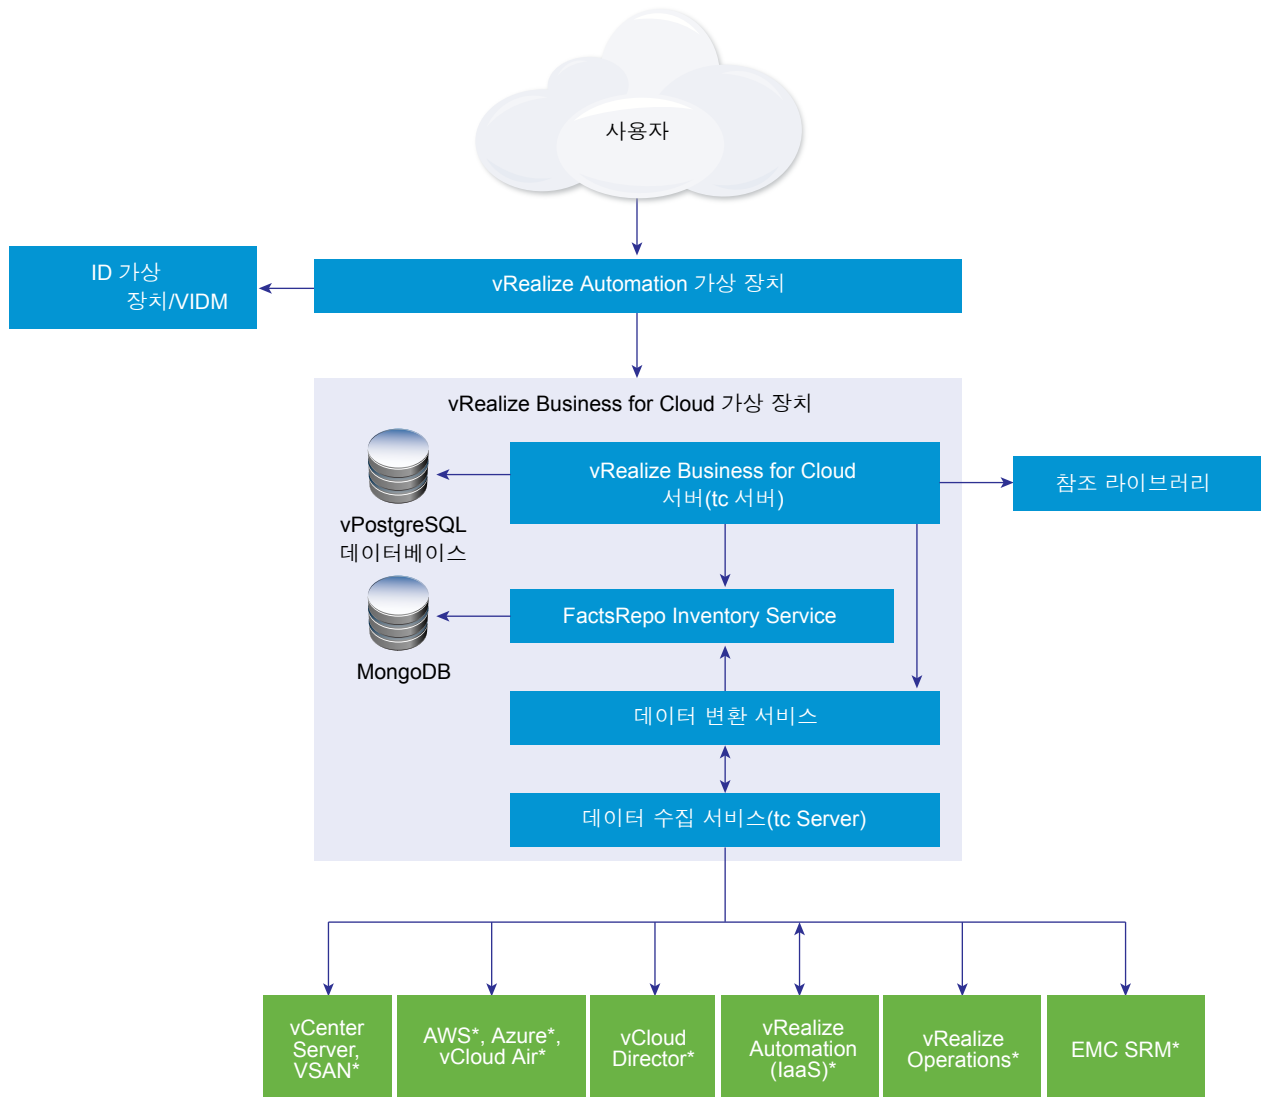 사용자
ID 가상
장치/VIDM
vRealize Automation 가상 장치
vRealize Business for Cloud 가상 장치
vRealize Business for Cloud
서버(tc 서버)
참조 라이브러리
vPostgreSQL
데이터베이스
FactsRepo Inventory Service
MongoDB
데이터 변환 서비스
데이터 수집 서비스(tc Server)
vCenter
Server,
VSAN*
AWS*, Azure*,
vCloud Air*
vCloud
Director*
vRealize
Automation
(IaaS)*
vRealize
Operations*
EMC SRM*